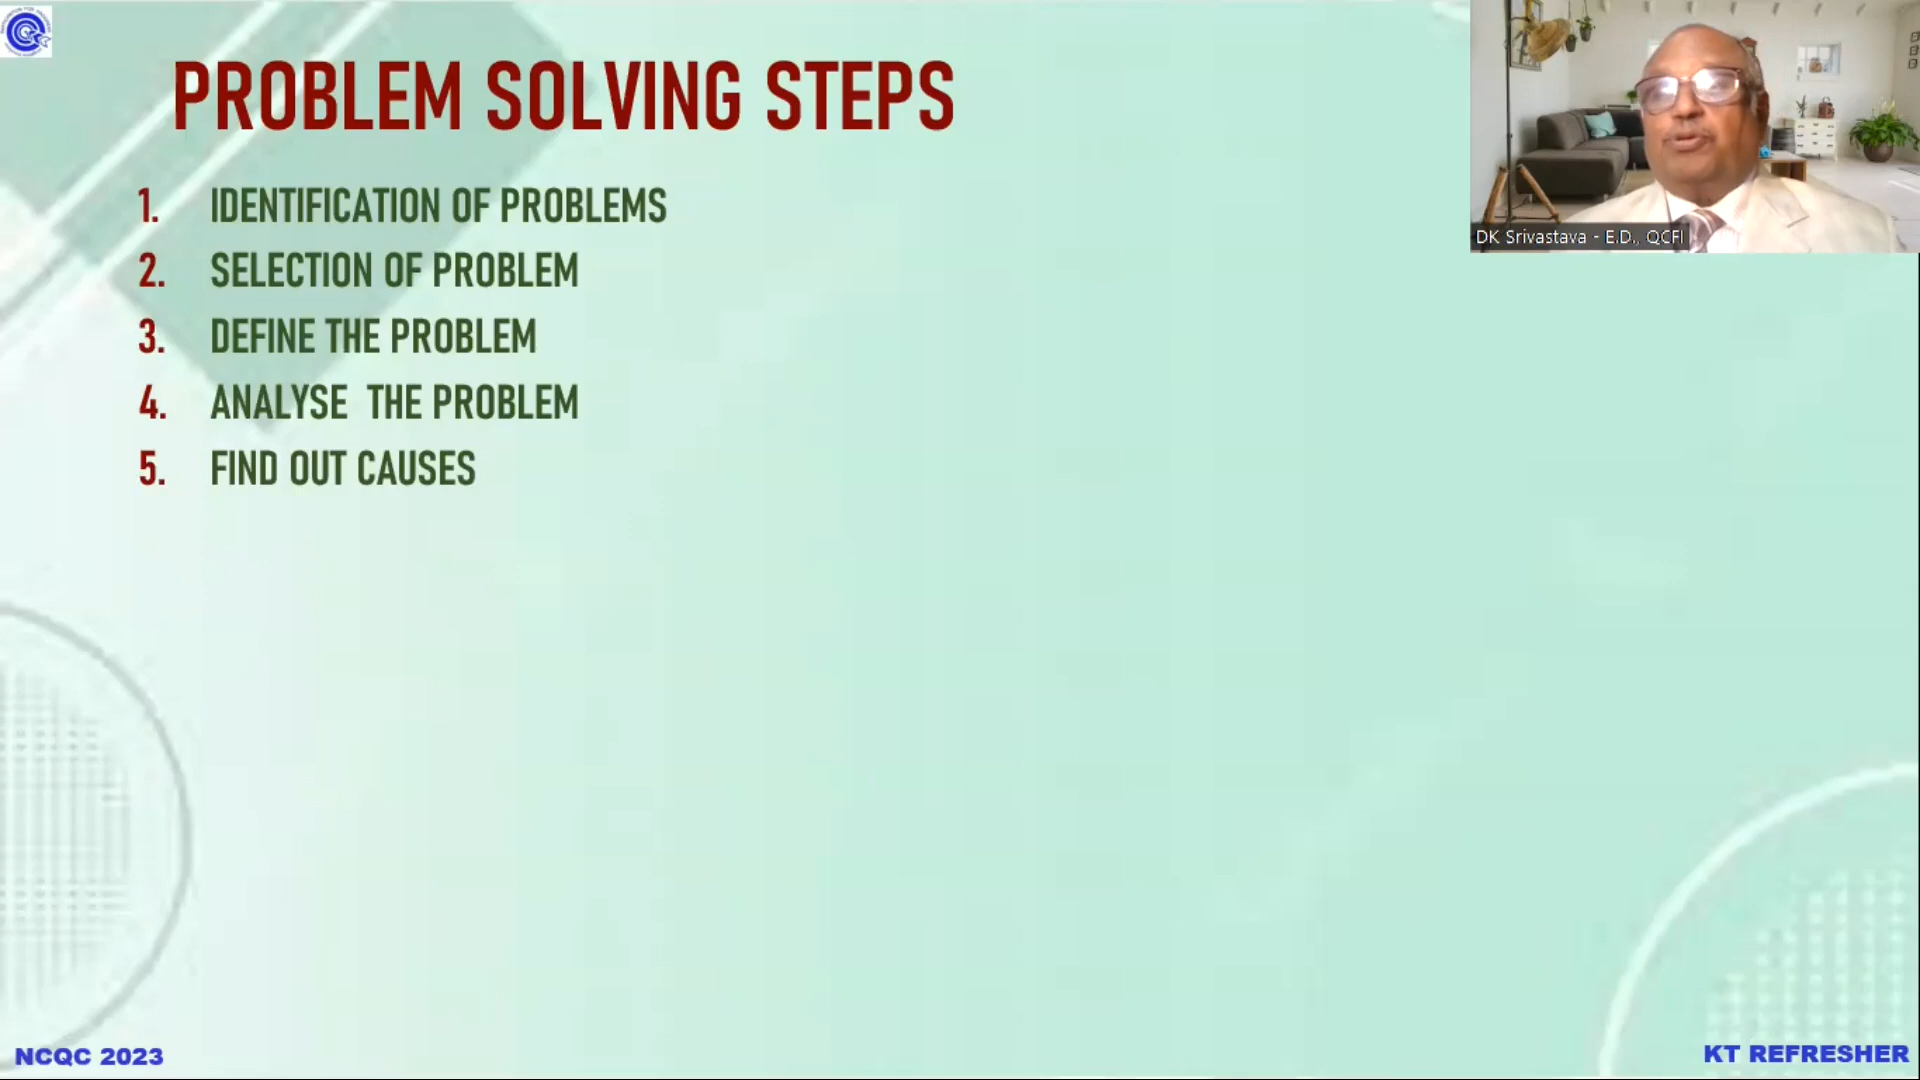 PROBLEM SOLVING STEPS
1. IDENTIFICATION OF PROBLEMS
2. SELECTION OF PROBLEM
3. DEFINE THE PROBLEM
4. ANALYSE THE PROBLEM
5. FIND OUT CAUSES
DK Srivastava - E.D., QCFI
NCQC 2023
KT REFRESHER